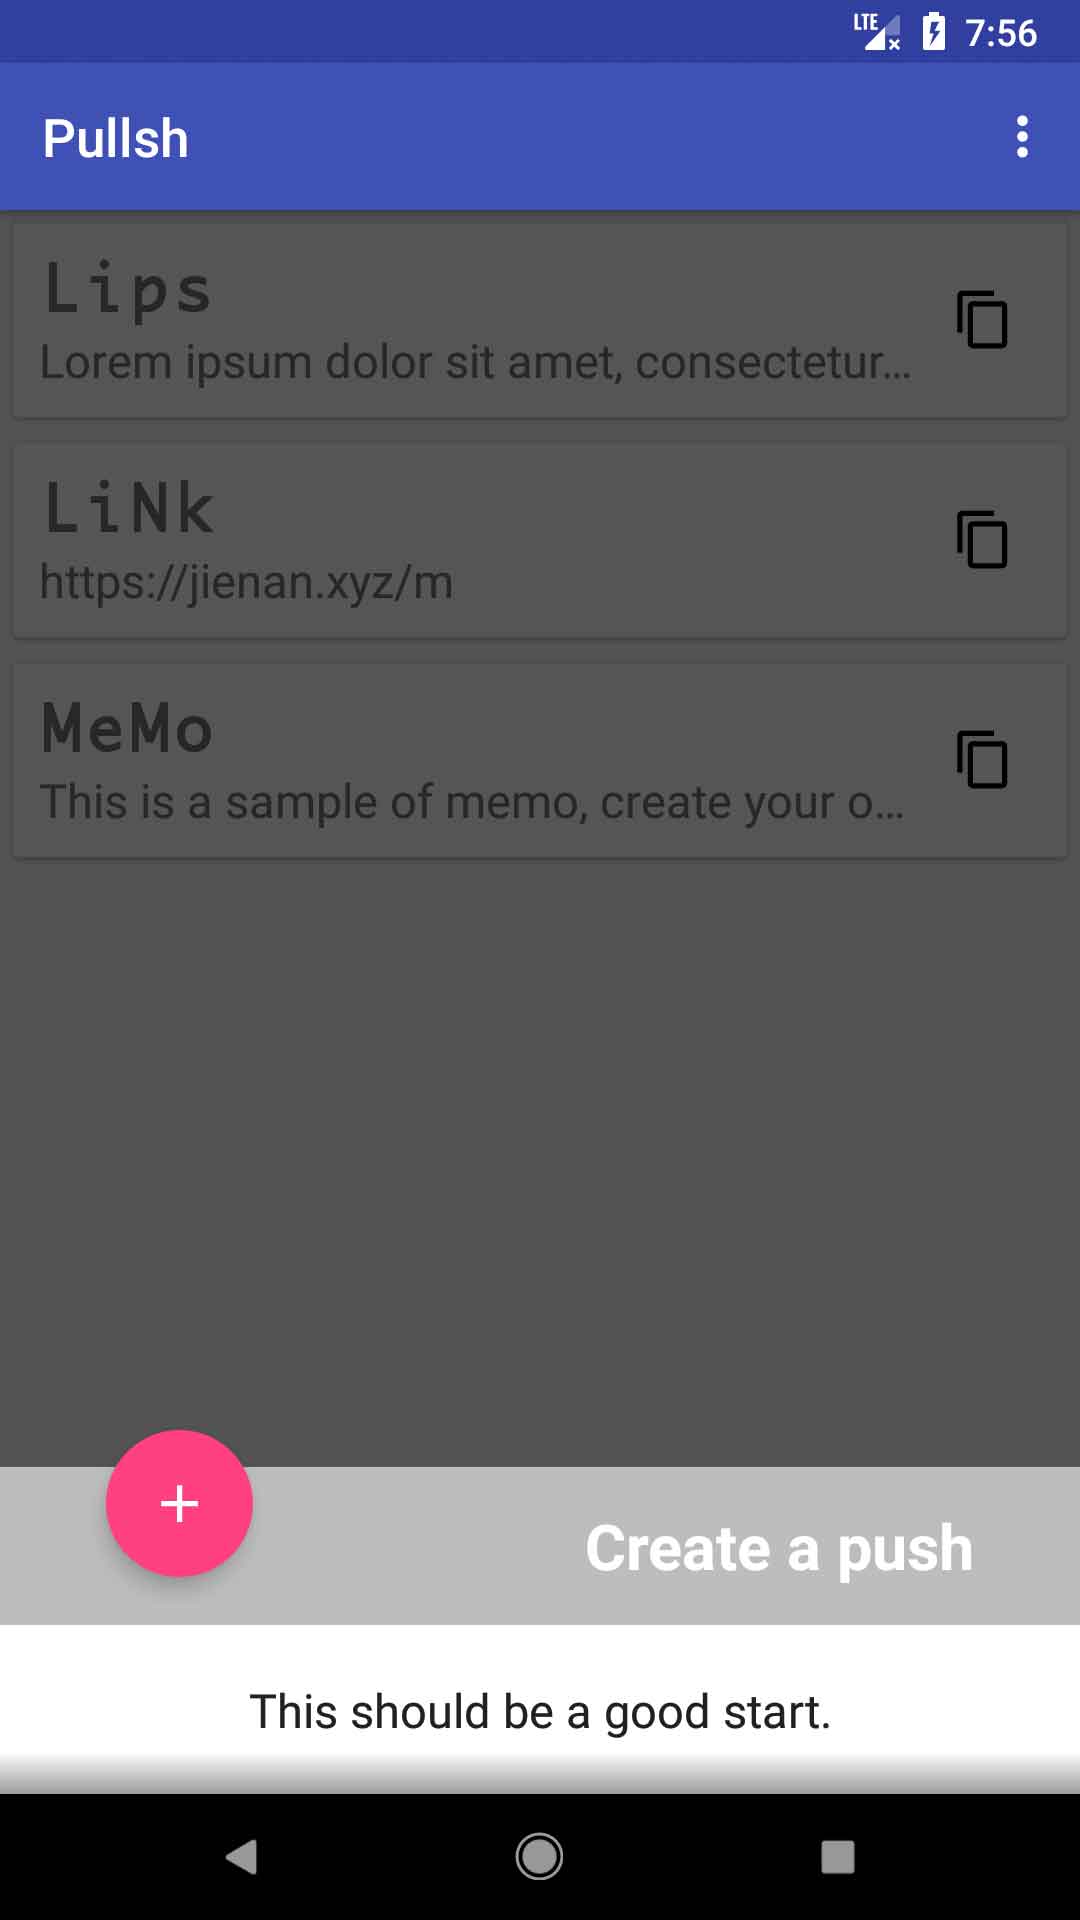 LTE 7:56
Pullsh
Lips
Lorem ipsum dolor sit amet, consectetur...
LiNk
https://jienan.xyz/m
MeMo
This is a sample of memo, create your o...
Create a push
This should be a good start.